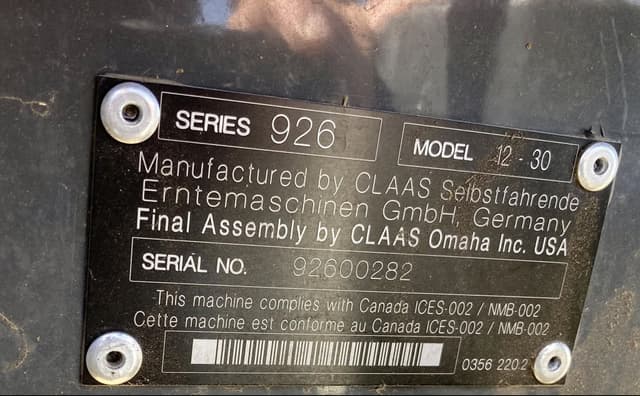 SERIES 926 MODEL 12 - 30
Manufactured by CLAAS Selbstfahrende
Erntemaschinen GmbH, Germany
Final Assembly by CLAAS Omaha Inc. USA
SERIAL NO. 92600282
This machine complies with Canada ICES-002 / NMB-002
Cette machine est conforme au Canada ICES-002 / NMB-002
0356 220.2